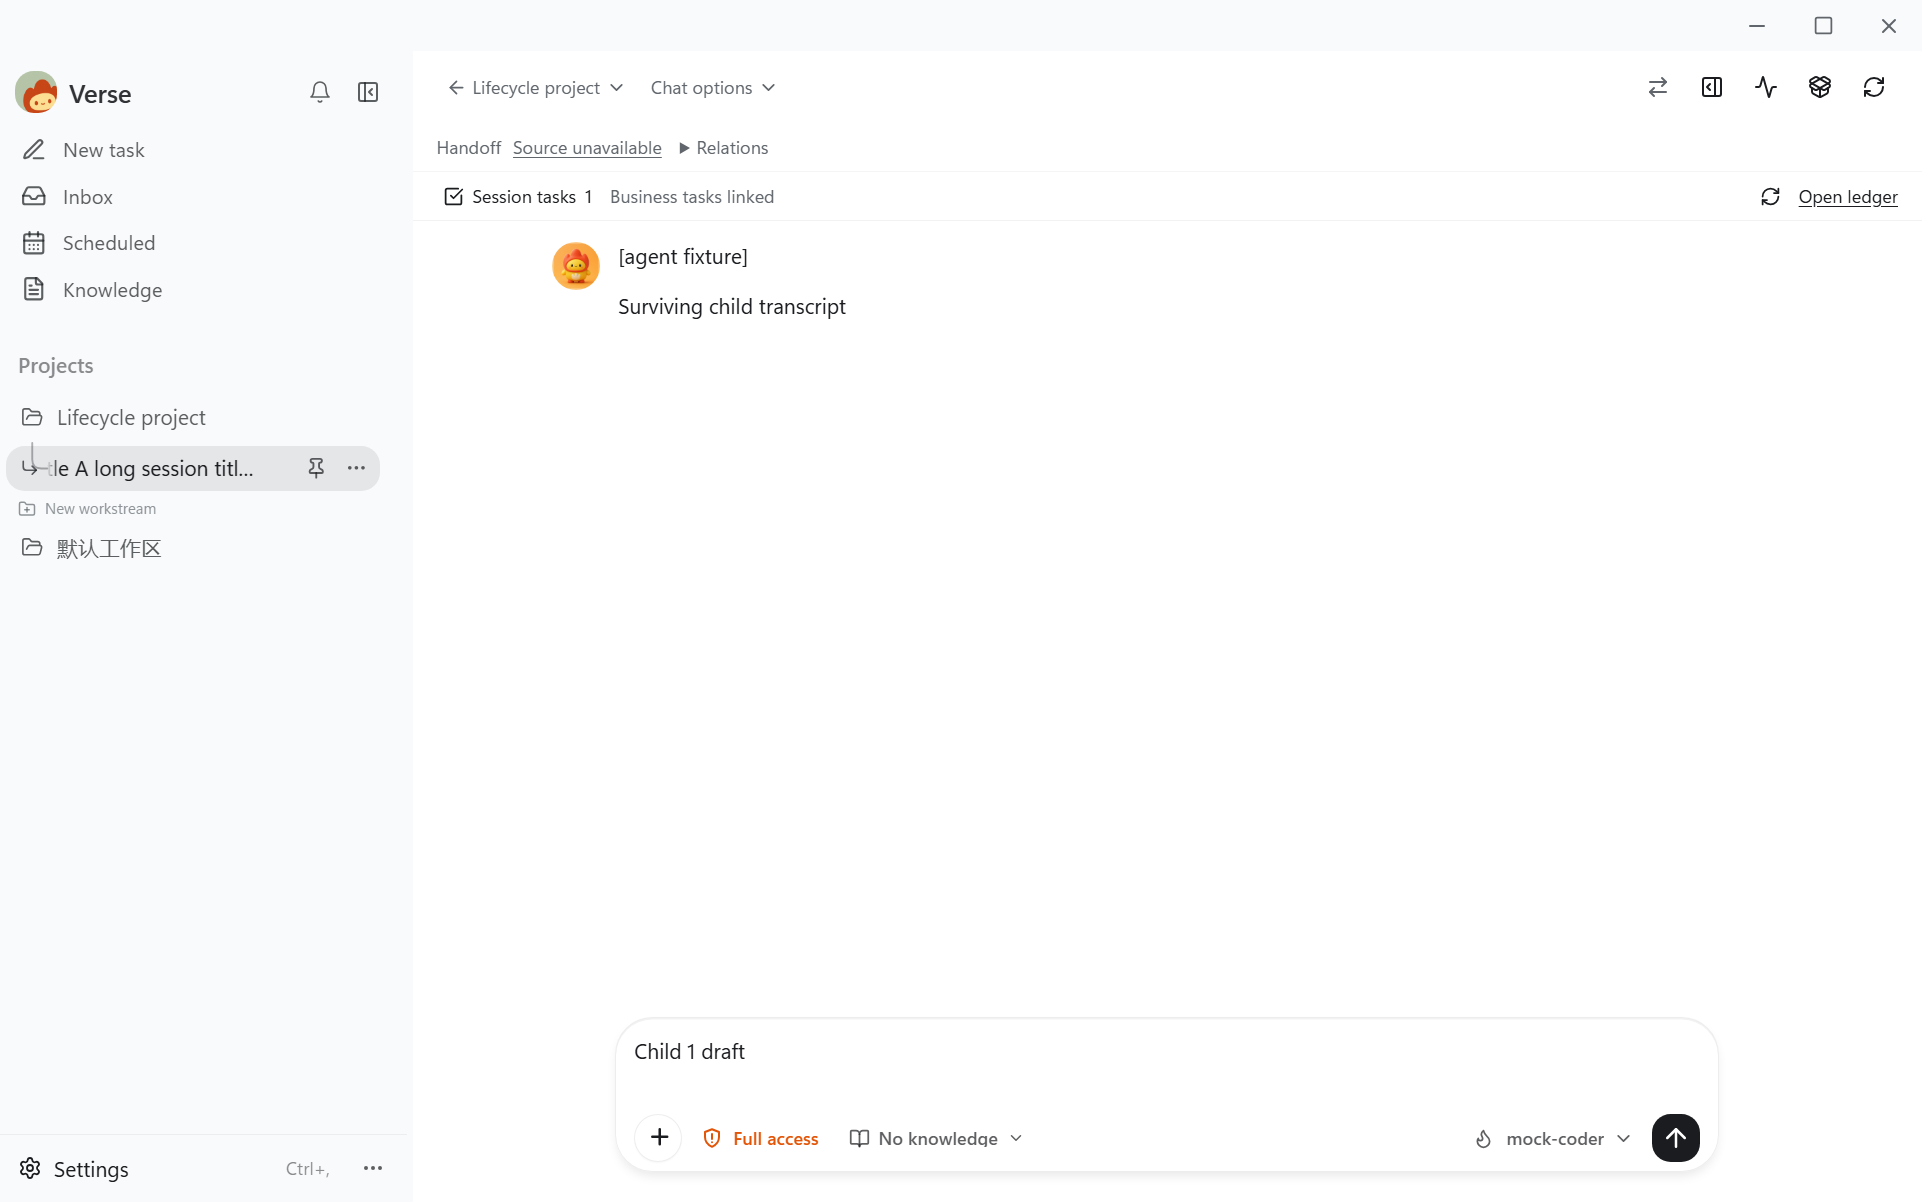 Verse
New task
Inbox
Scheduled
Knowledge
Projects
Lifecycle project
tle A long session titl...
New workstream
默认工作区
Settings Ctrl+,
Lifecycle project Chat options
Handoff Source unavailable Relations
Session tasks 1 Business tasks linked Open ledger
[agent fixture]
Surviving child transcript
Child 1 draft
Full access No knowledge mock-coder